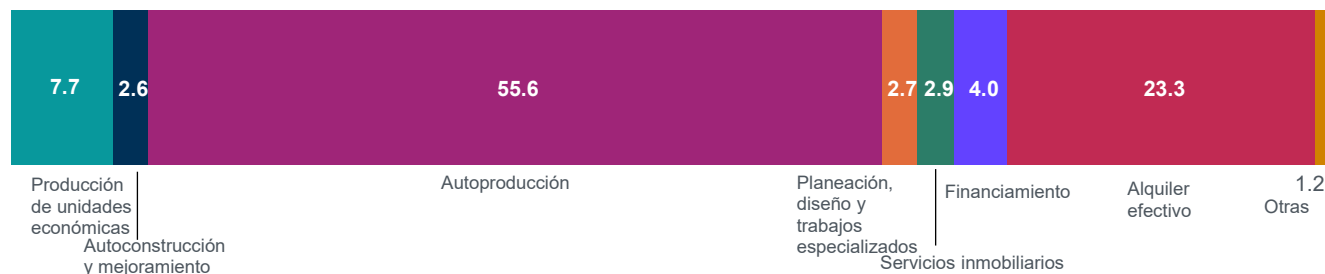 7.7
2.6
55.6
2.7
2.9
4.0
23.3
1.2
Producción
de unidades
económicas
Autoconstrucción
y mejoramiento
Autoproducción
Planeación,
diseño y
trabajos
especializados
Servicios inmobiliarios
Financiamiento
Alquiler
efectivo
Otras